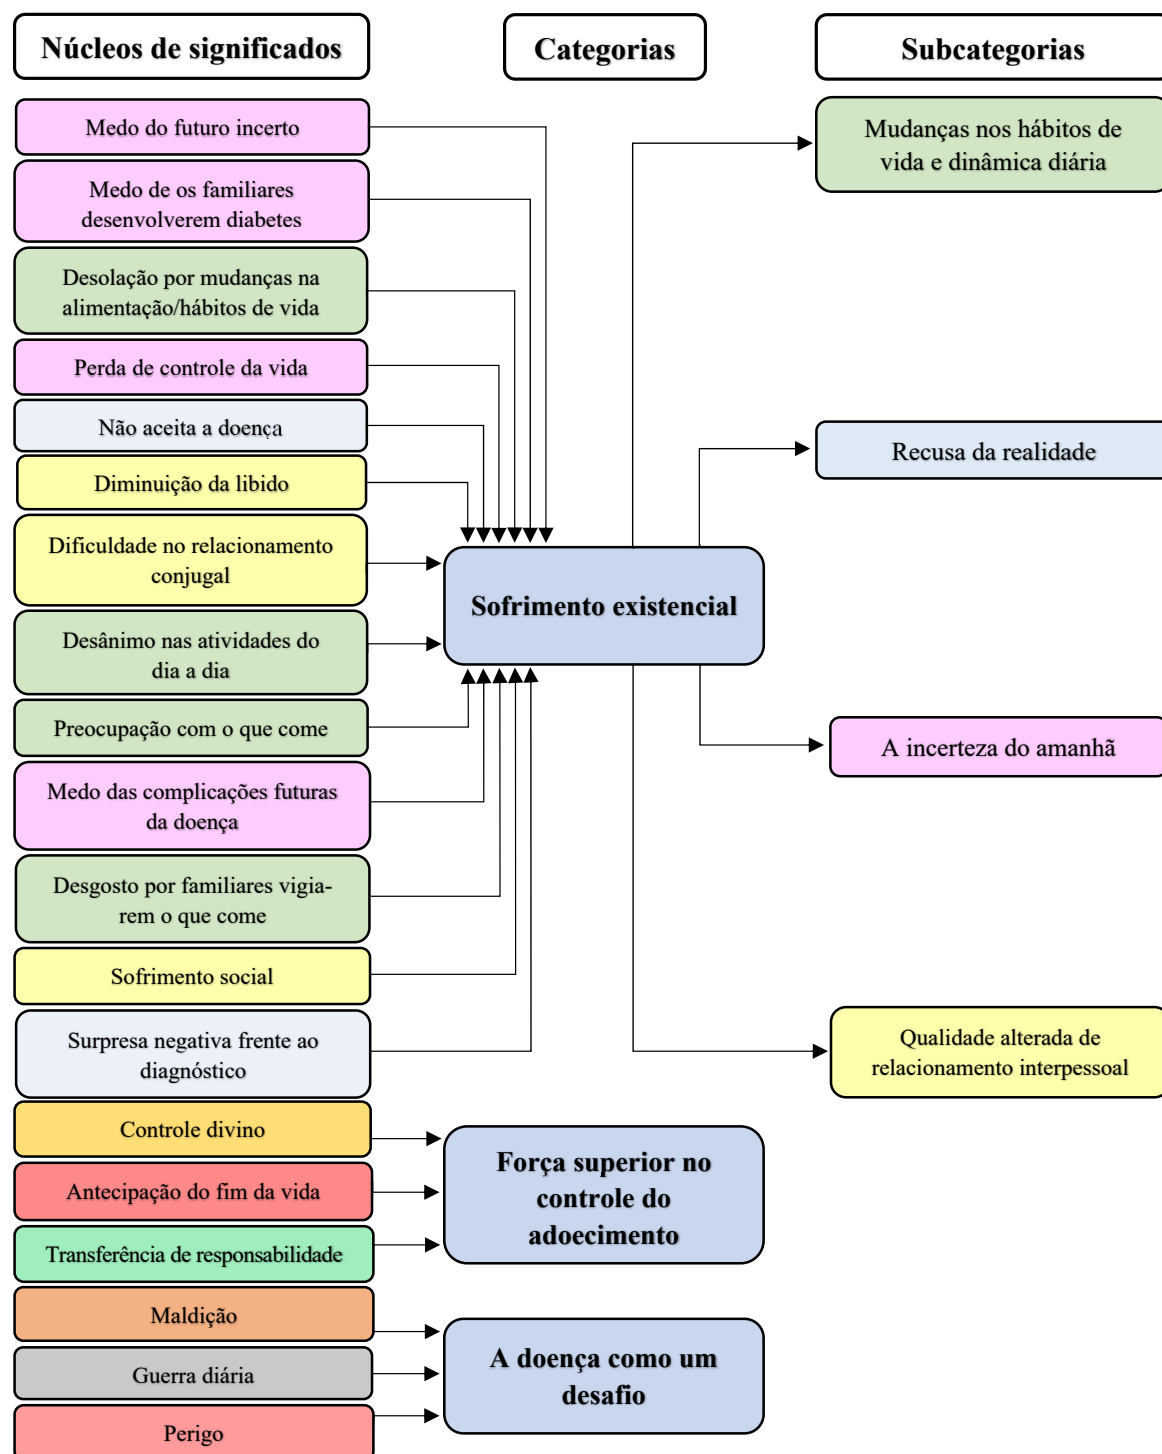 Núcleos de significados
Categorias
Subcategorias
Medo do futuro incerto
Medo de os familiares
desenvolverem diabetes
Desolação por mudanças na
alimentação/hábitos de vida
Perda de controle da vida
Não aceita a doença
Diminuição da libido
Dificuldade no relacionamento
conjugal
Desânimo nas atividades do
dia a dia
Preocupação com o que come
Medo das complicações futuras
da doença
Desgosto por familiares vigia-
rem o que come
Sofrimento social
Surpresa negativa frente ao
diagnóstico
Controle divino
Antecipação do fim da vida
Transferência de responsabilidade
Maldição
Guerra diária
Perigo
Sofrimento existencial
Força superior no
controle do
adoecimento
A doença como um
desafio
Mudanças nos hábitos de
vida e dinâmica diária
Recusa da realidade
A incerteza do amanhã
Qualidade alterada de
relacionamento interpessoal